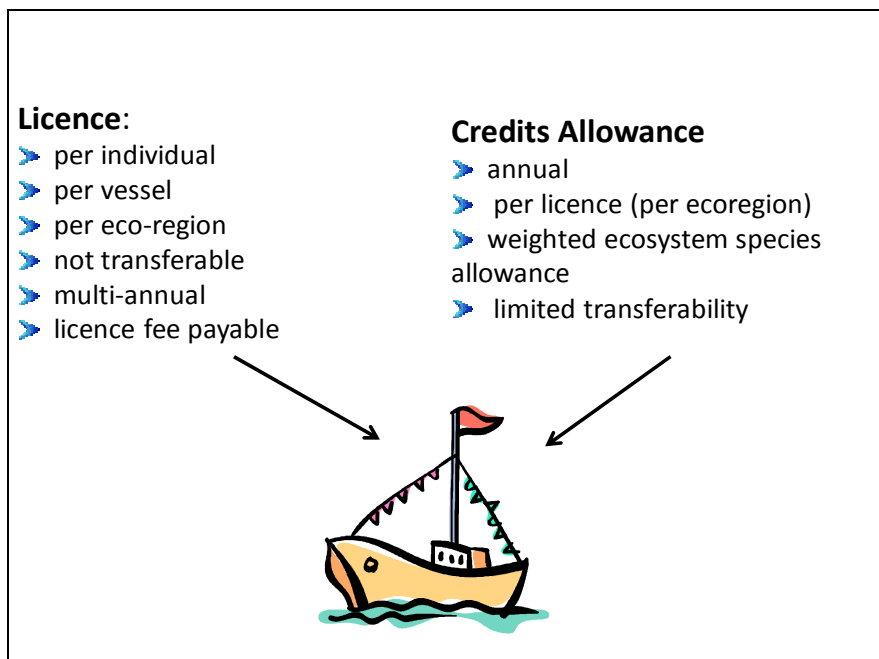 Licence:
per individual
per vessel
per eco-region
not transferable
multi-annual
licence fee payable
Credits Allowance
annual
per licence (per ecoregion)
weighted ecosystem species
allowance
limited transferability